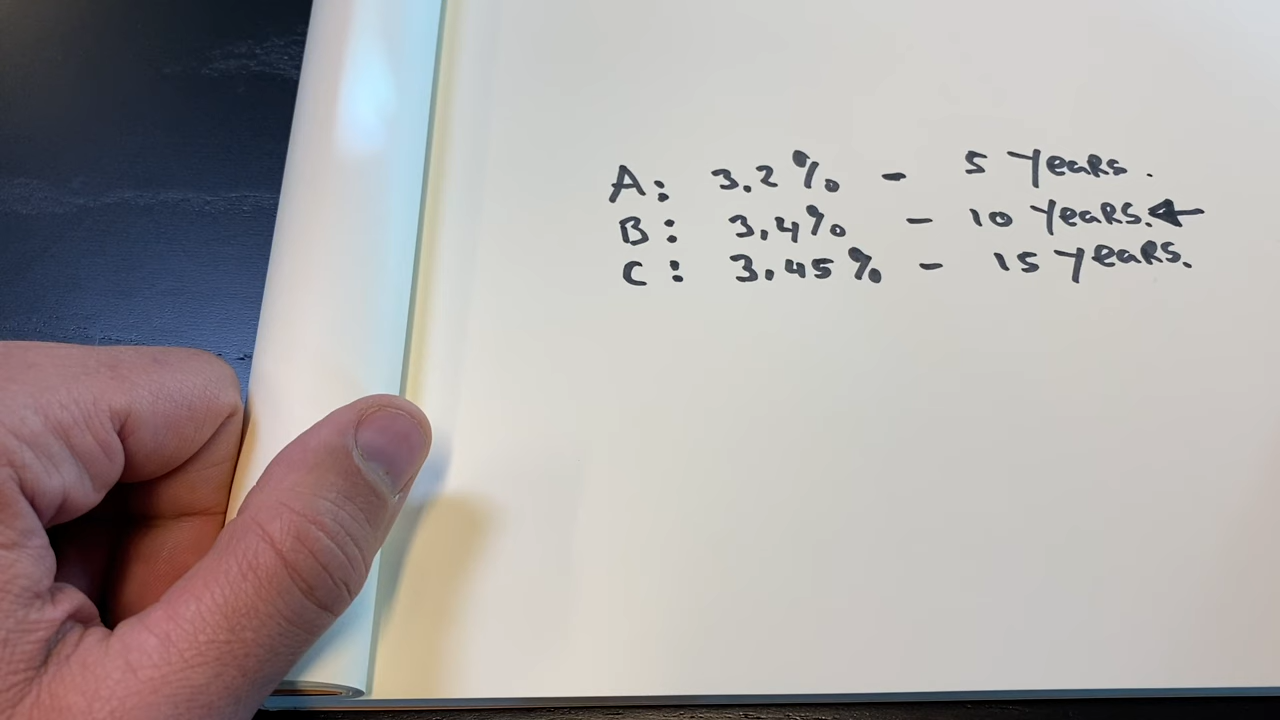 A: 3.2% - 5 Years.
B: 3.4% - 10 Years. ←
C: 3.45% - 15 years.